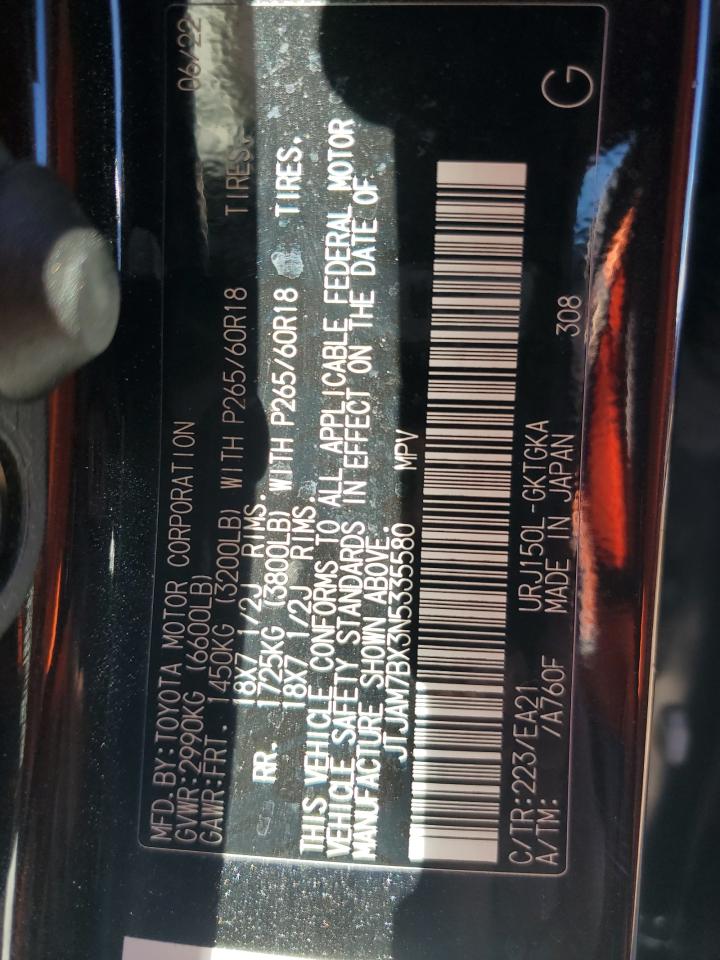 MFD. BY:TOYOTA MOTOR CORPORATION 06/22
GVWR:2990KG (6600LB)
GAWR:FRT. 1450KG (3200LB) WITH P265/60R18 TIRES,
18X7 1/2J RIMS.
RR. 1725KG (3800LB) WITH P265/60R18 TIRES.
18X7 1/2J RIMS.
THIS VEHICLE CONFORMS TO ALL APPLICABLE FEDERAL MOTOR
VEHICLE SAFETY STANDARDS IN EFFECT ON THE DATE OF
MANUFACTURE SHOWN ABOVE.
JTJAM7BX3N5335580 MPV
C/TR:223/EA21 URJ150L-GKTGKA 308 G
A/TM: /A760F MADE IN JAPAN